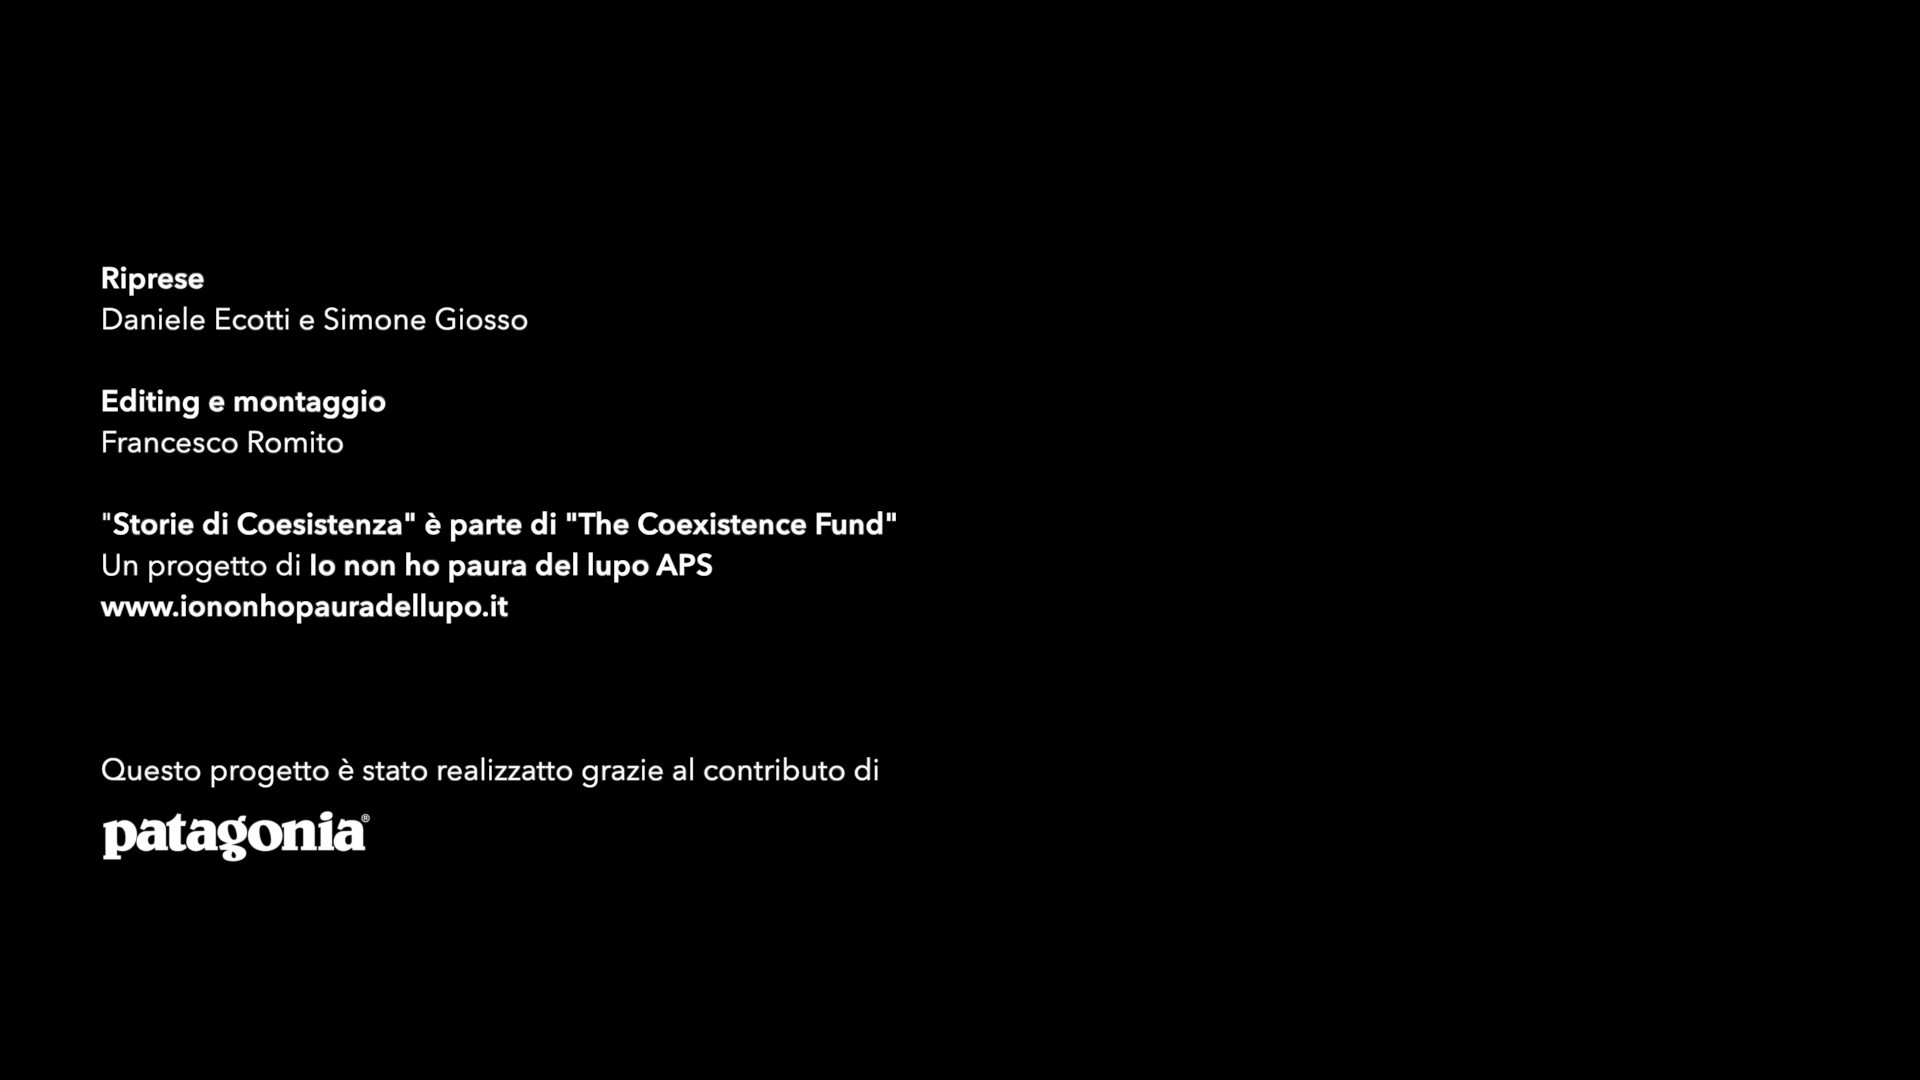 Riprese
Daniele Ecotti e Simone Giosso
Editing e montaggio
Francesco Romito
"Storie di Coesistenza" è parte di "The Coexistence Fund"
Un progetto di Io non ho paura del lupo APS
www.iononhopauradellupo.it
Questo progetto è stato realizzatto grazie al contributo di
patagonia®